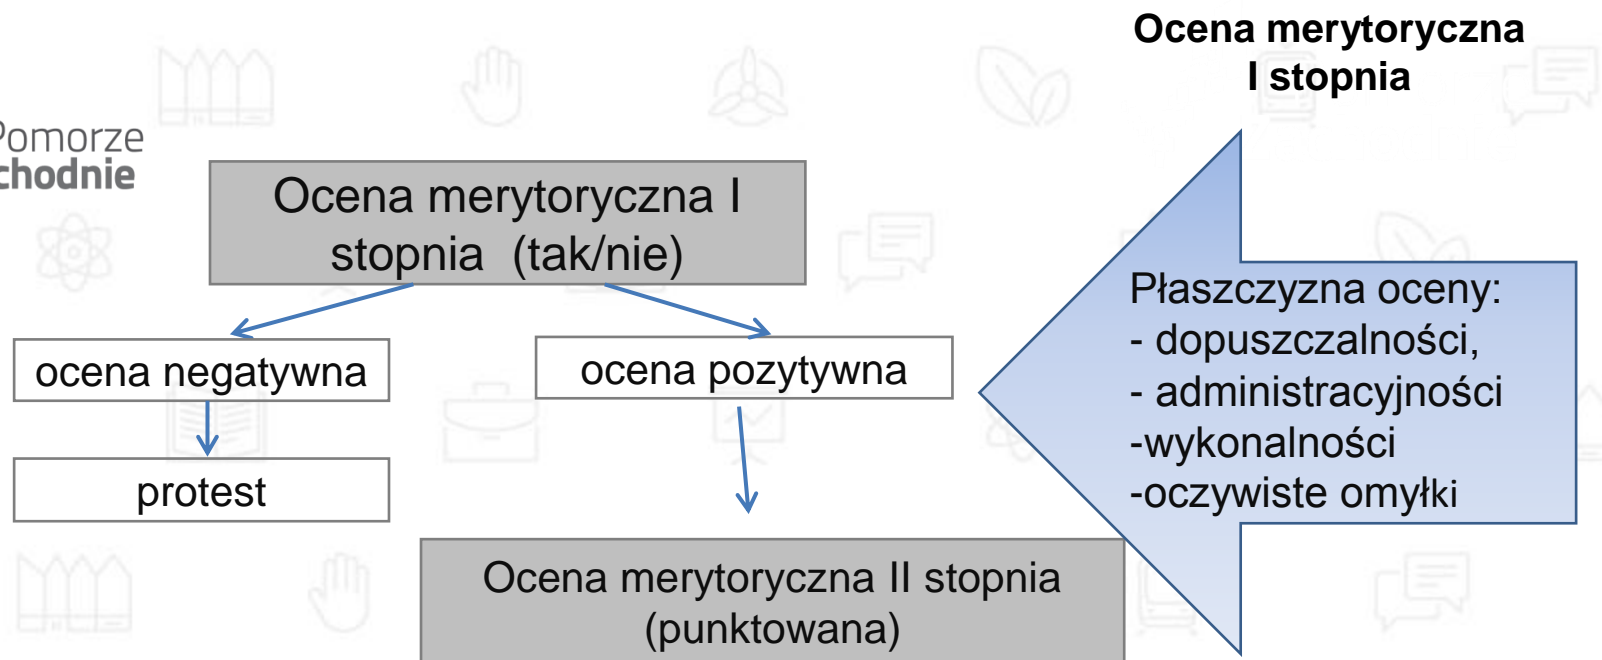 Ocena merytoryczna
I stopnia
Pomorze
chodnie
Ocena merytoryczna I
stopnia (tak/nie)
ocena negatywna
ocena pozytywna
protest
Ocena merytoryczna II stopnia
(punktowana)
Płaszczyzna oceny:
- dopuszczalności,
- administracyjności
-wykonalności
-oczywiste omyłki